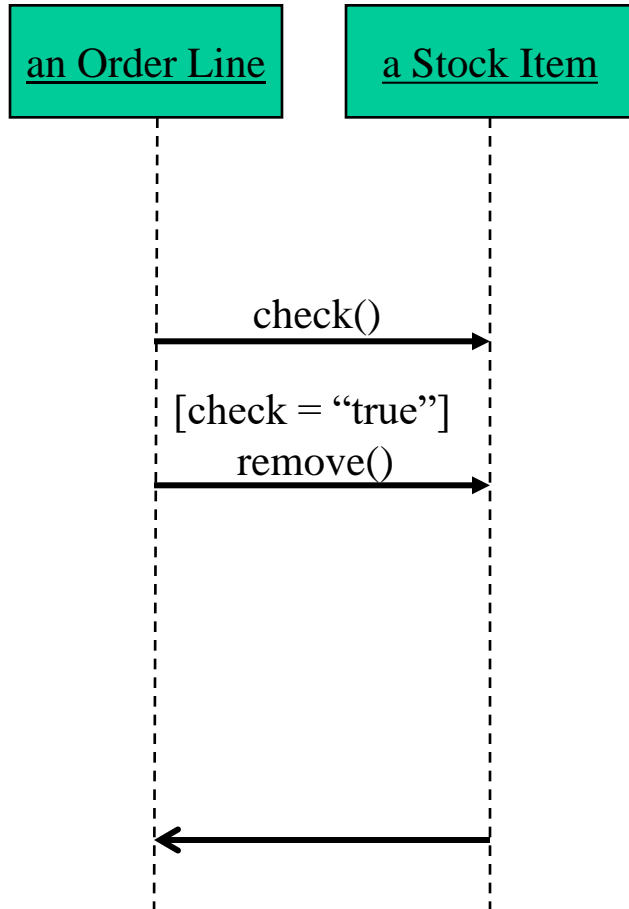 an Order Line
a Stock Item
check()
[check = “true”]
remove()